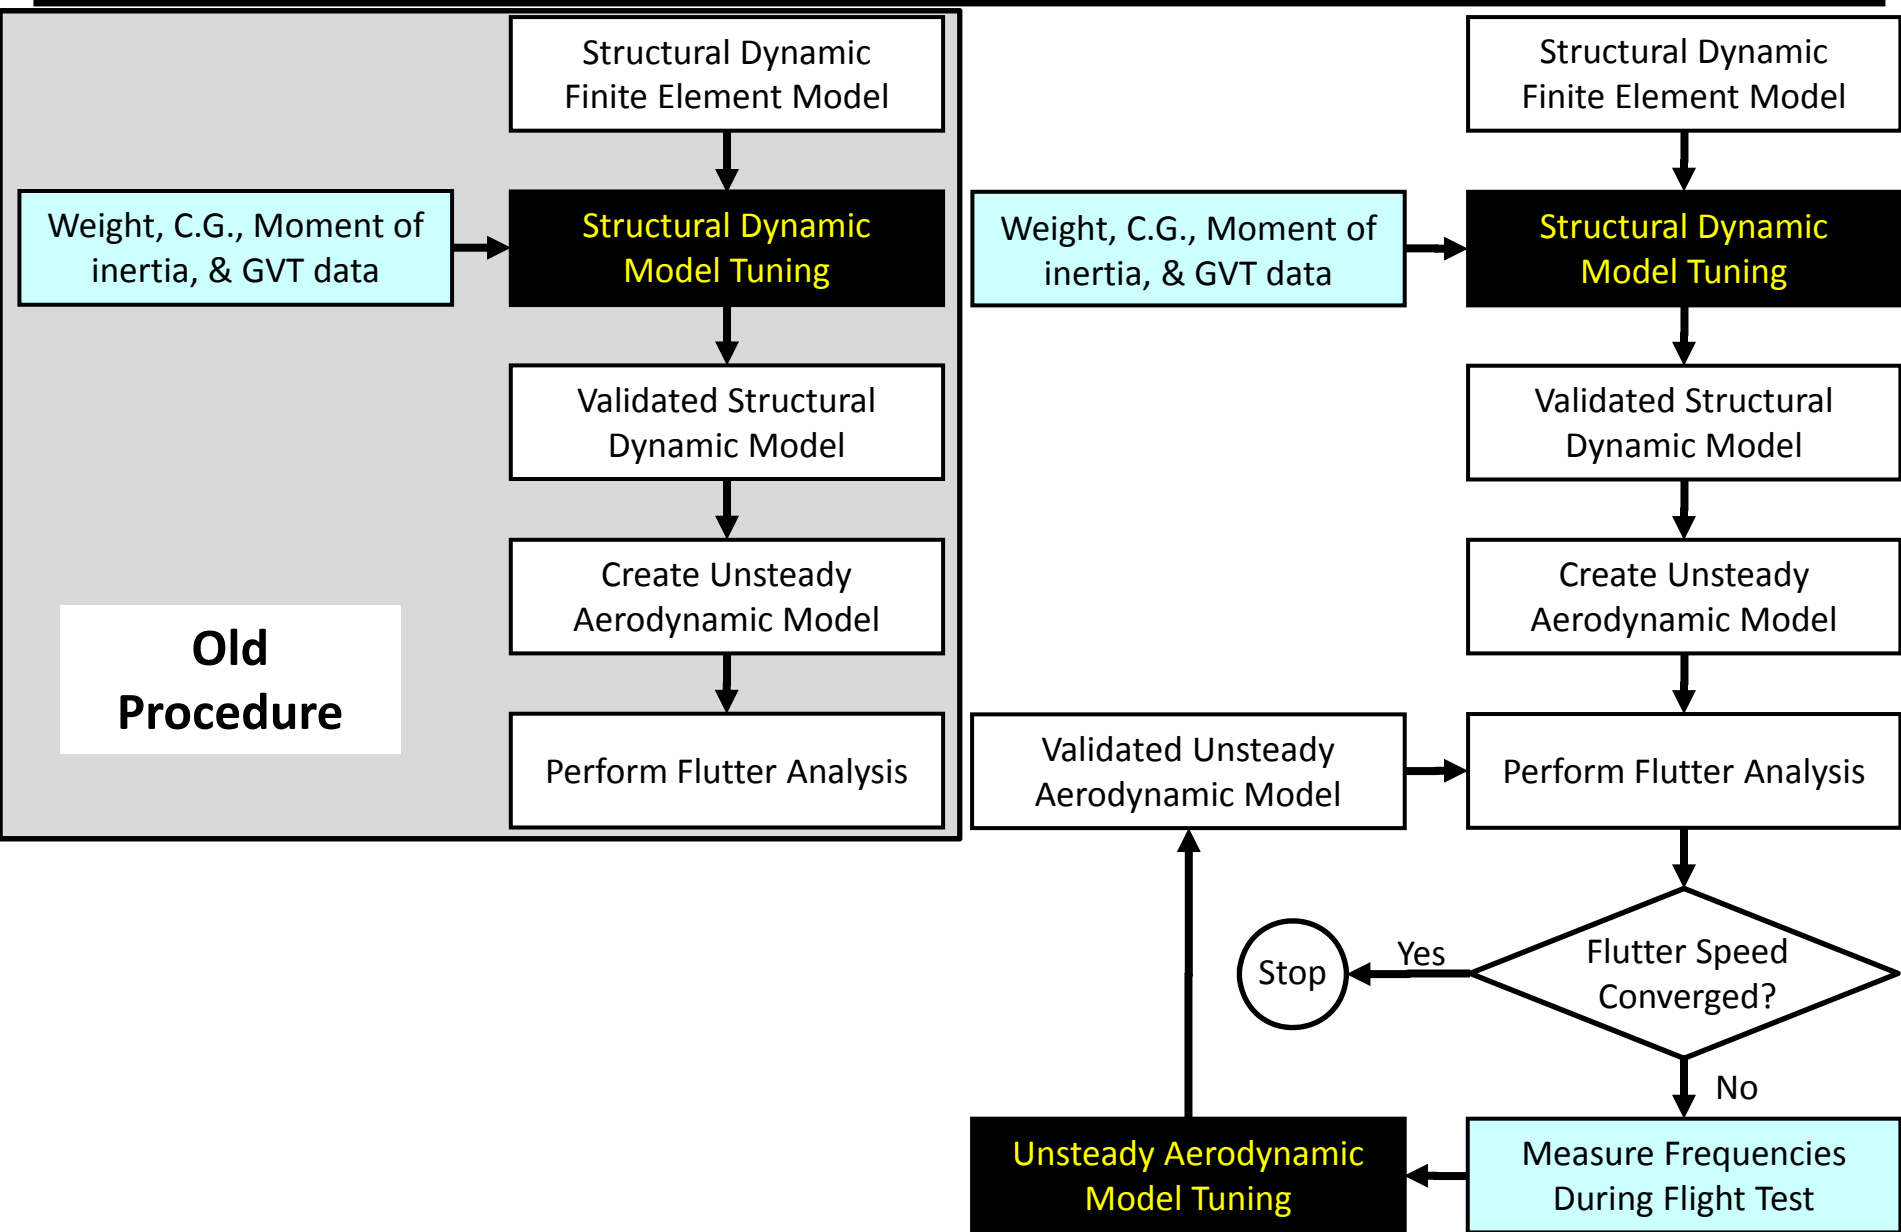 Structural Dynamic
Finite Element Model
Weight, C.G., Moment of
inertia, & GVT data
Structural Dynamic
Model Tuning
Validated Structural
Dynamic Model
Create Unsteady
Aerodynamic Model
Old
Procedure
Perform Flutter Analysis
Structural Dynamic
Finite Element Model
Weight, C.G., Moment of
inertia, & GVT data
Structural Dynamic
Model Tuning
Validated Structural
Dynamic Model
Create Unsteady
Aerodynamic Model
Validated Unsteady
Aerodynamic Model
Perform Flutter Analysis
Flutter Speed
Converged?
Yes
Stop
No
Measure Frequencies
During Flight Test
Unsteady Aerodynamic
Model Tuning